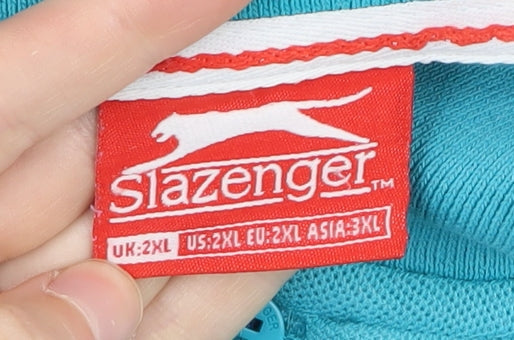 Slazenger™
UK:2XL US:2XL EU:2XL ASIA:3XL